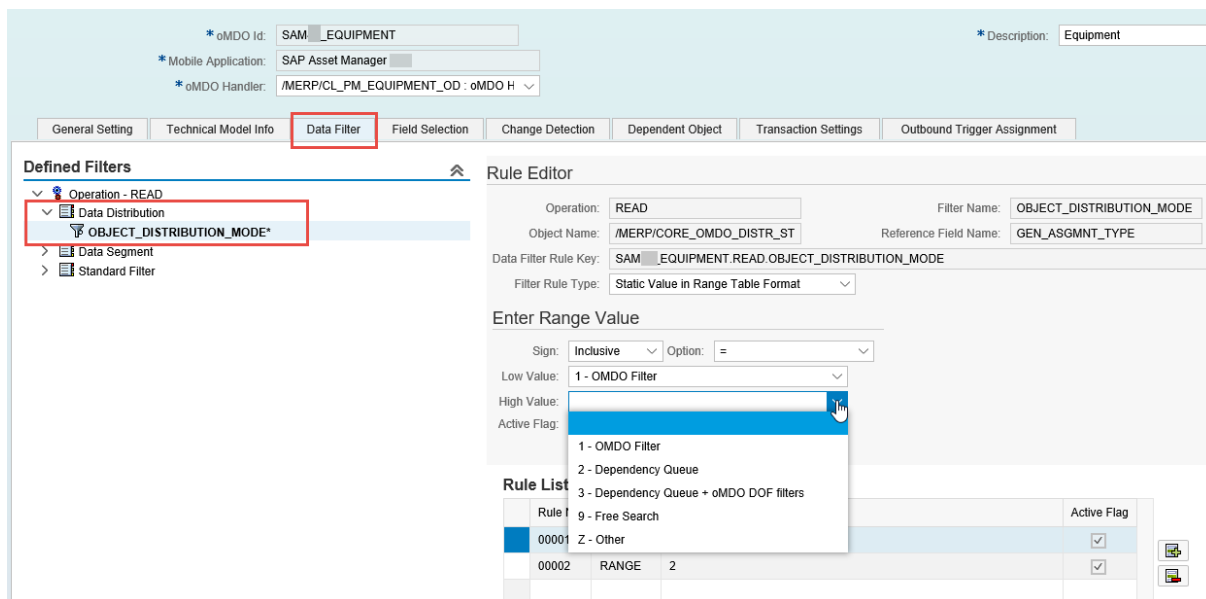 * oMDO Id: SAM _EQUIPMENT * Description: Equipment
* Mobile Application: SAP Asset Manager
* oMDO Handler: /MERP/CL_PM_EQUIPMENT_OD : oMDO H
General Setting Technical Model Info Data Filter Field Selection Change Detection Dependent Object Transaction Settings Outbound Trigger Assignment
Defined Filters
Operation - READ
Data Distribution
OBJECT_DISTRIBUTION_MODE*
Data Segment
Standard Filter
Rule Editor
Operation: READ Filter Name: OBJECT_DISTRIBUTION_MODE
Object Name: /MERP/CORE_OMDO_DISTR_ST Reference Field Name: GEN_ASGMNT_TYPE
Data Filter Rule Key: SAM _EQUIPMENT.READ.OBJECT_DISTRIBUTION_MODE
Filter Rule Type: Static Value in Range Table Format
Enter Range Value
Sign: Inclusive Option: =
Low Value: 1 - OMDO Filter
High Value:
Active Flag:
1 - OMDO Filter
2 - Dependency Queue
3 - Dependency Queue + oMDO DOF filters
9 - Free Search
Z - Other
Rule List
Rule Active Flag
00001
00002 RANGE 2